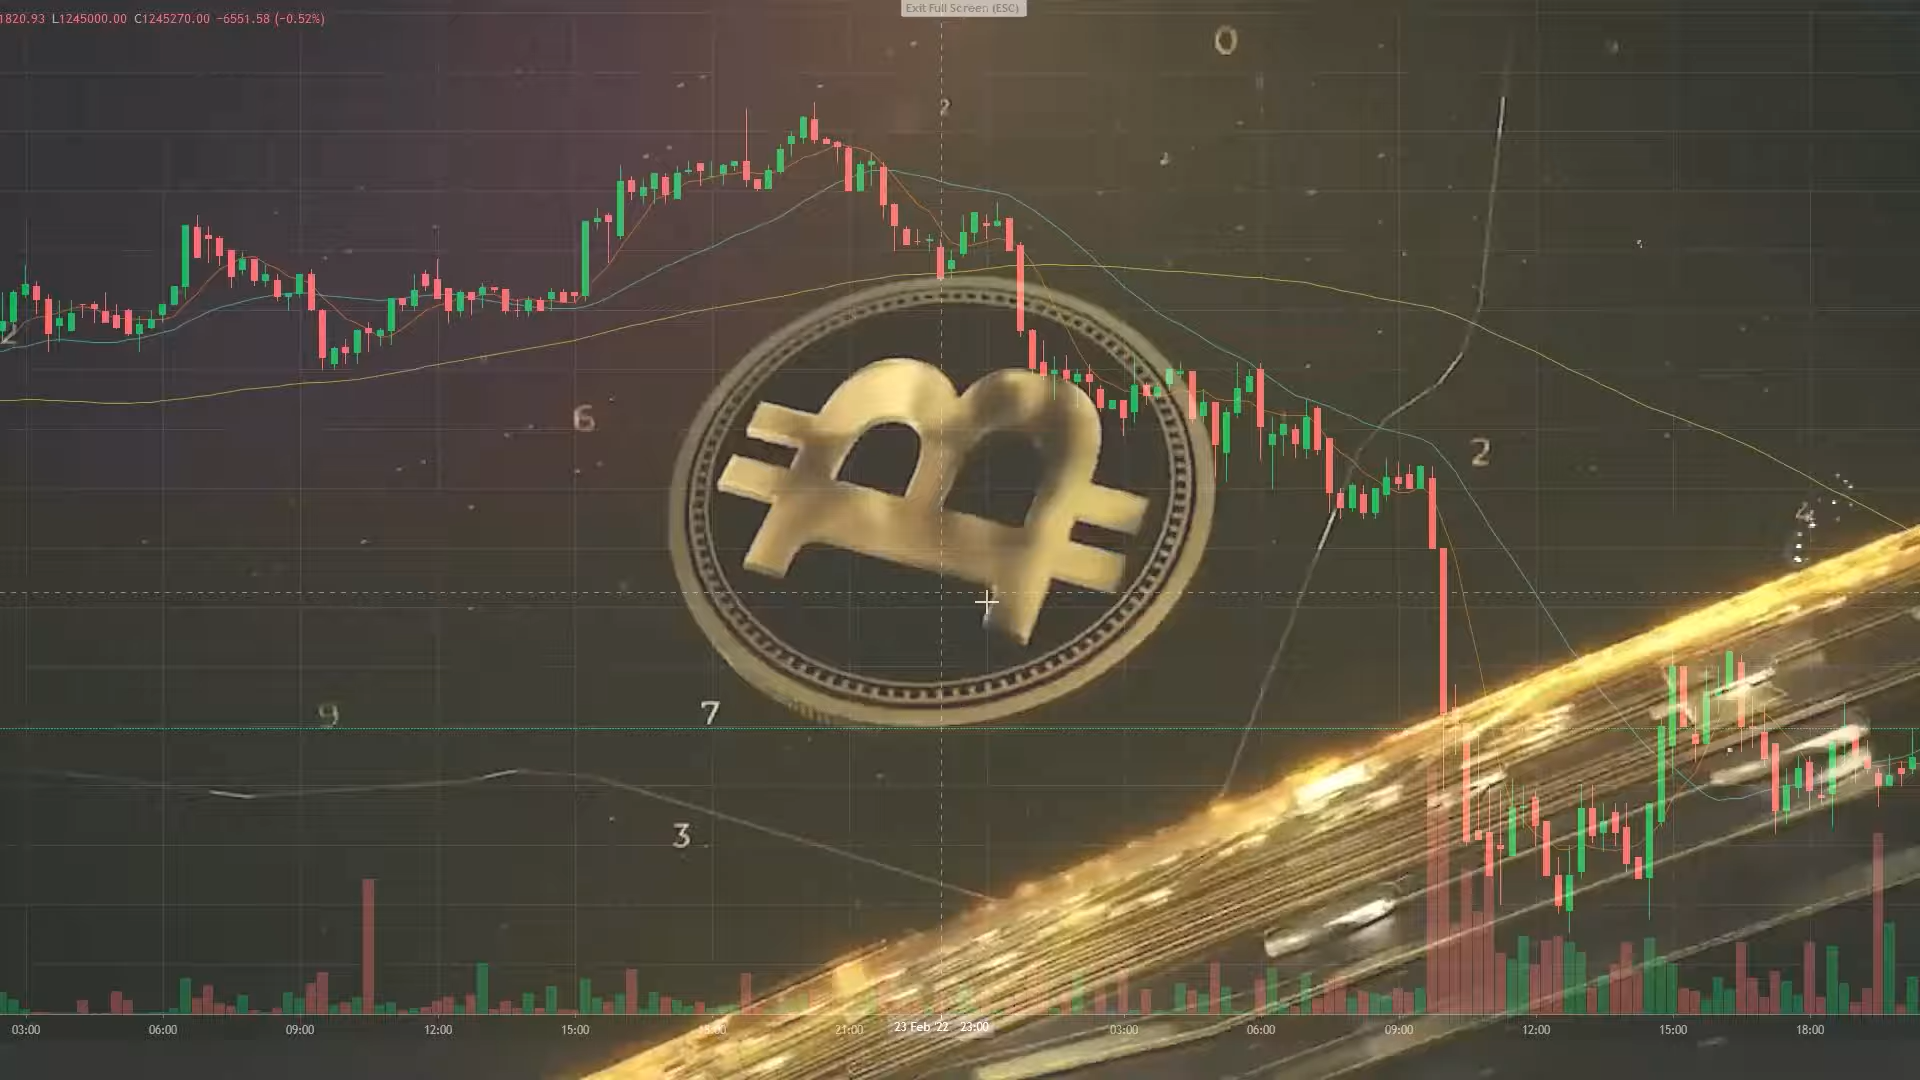 1820.93 L1245000.00 C1245270.00 −6551.58 (−0.52%)
Exit Full Screen (ESC)
0
2
6
2
4
9
7
3
03:00 06:00 09:00 12:00 15:00 18:00 21:00 23 Feb '22 23:00 03:00 06:00 09:00 12:00 15:00 18:00